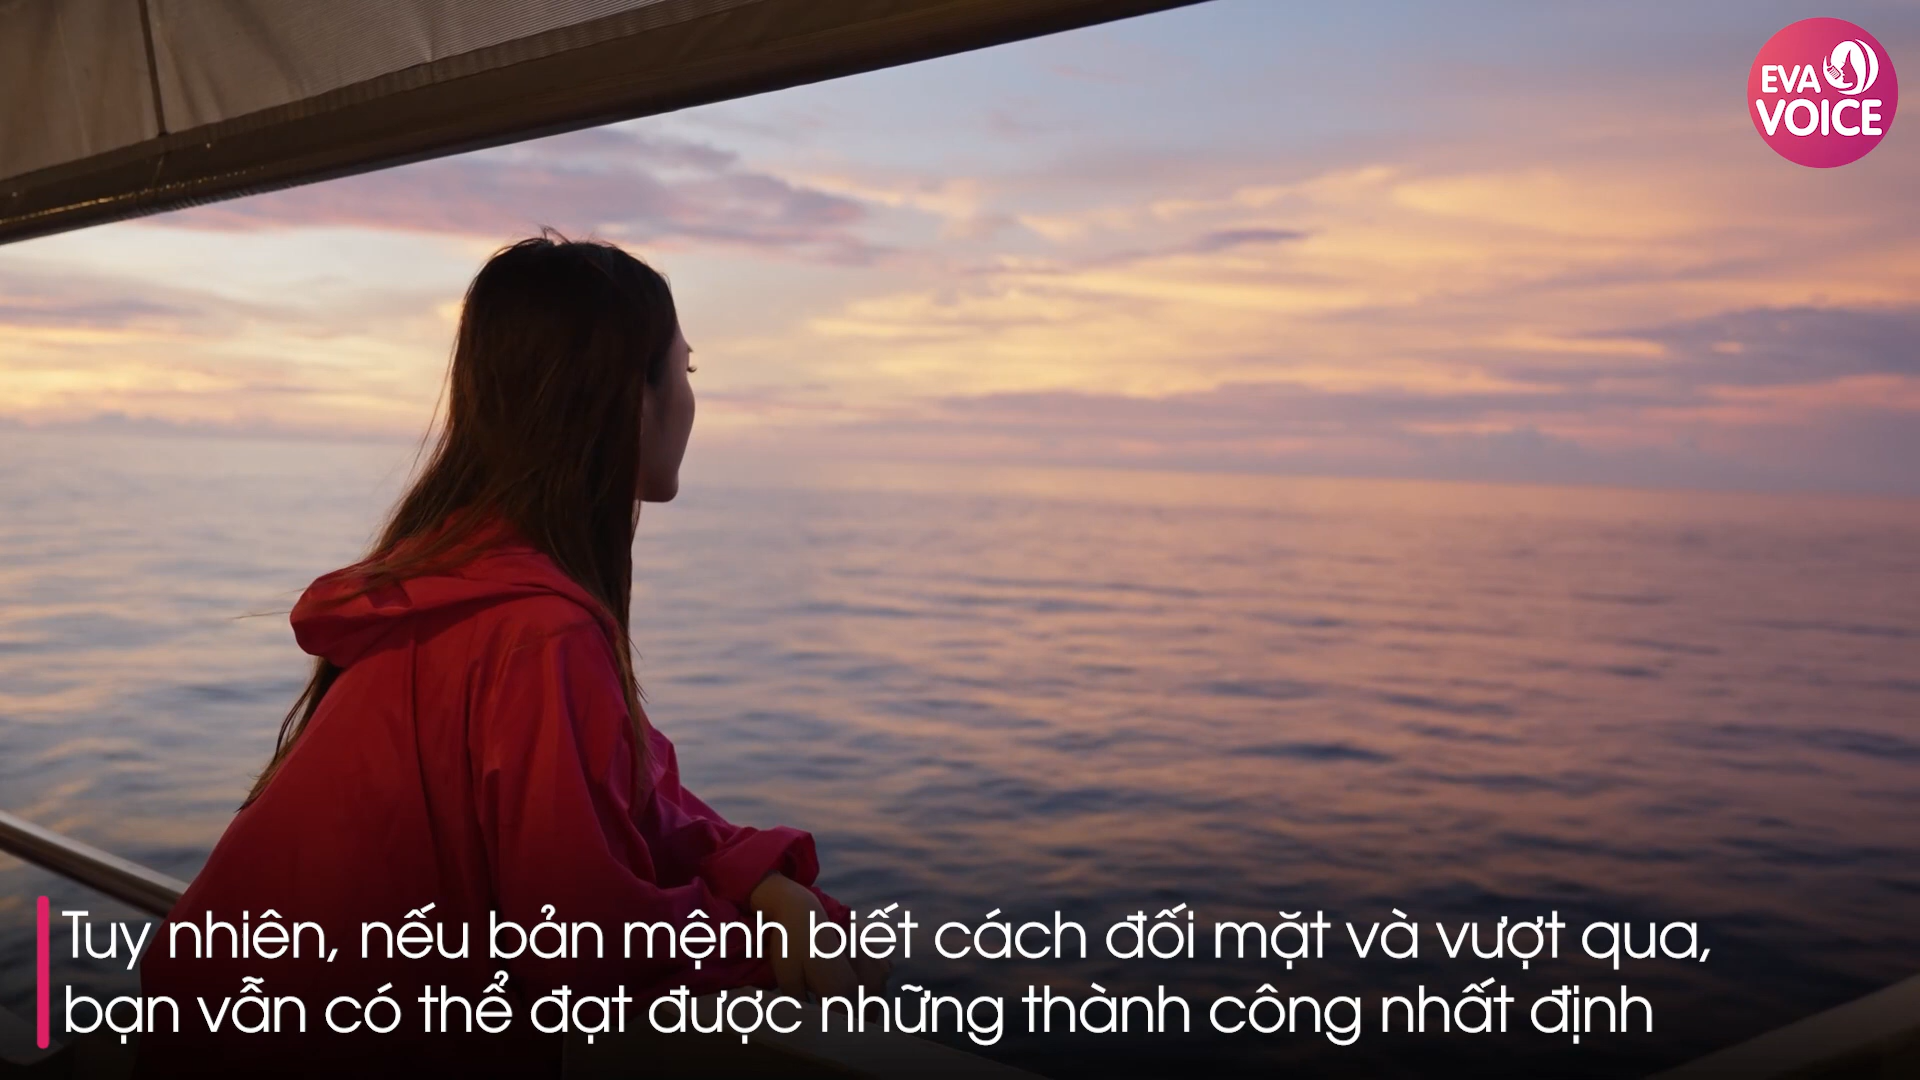 EVA
VOICE
Tuy nhiên, nếu bản mệnh biết cách đối mặt và vượt qua,
bạn vẫn có thể đạt được những thành công nhất định